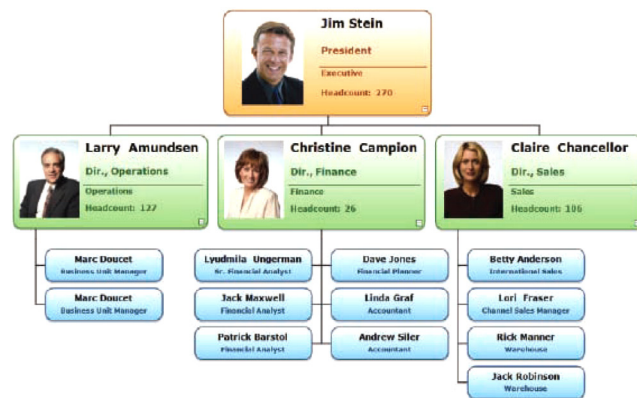 Jim Stein
President
Executive
Headcount: 270
Larry Amundsen
Dir., Operations
Operations
Headcount: 127
Christine Campion
Dir., Finance
Finance
Headcount: 26
Claire Chancellor
Dir., Sales
Sales
Headcount: 106
Marc Doucet
Business Unit Manager
Marc Doucet
Business Unit Manager
Lyudmila Ungerman
Sr. Financial Analyst
Jack Maxwell
Financial Analyst
Patrick Barstol
Financial Analyst
Dave Jones
Financial Planner
Linda Graf
Accountant
Andrew Siler
Accountant
Betty Anderson
International Sales
Lori Fraser
Channel Sales Manager
Rick Manner
Warehouse
Jack Robinson
Warehouse